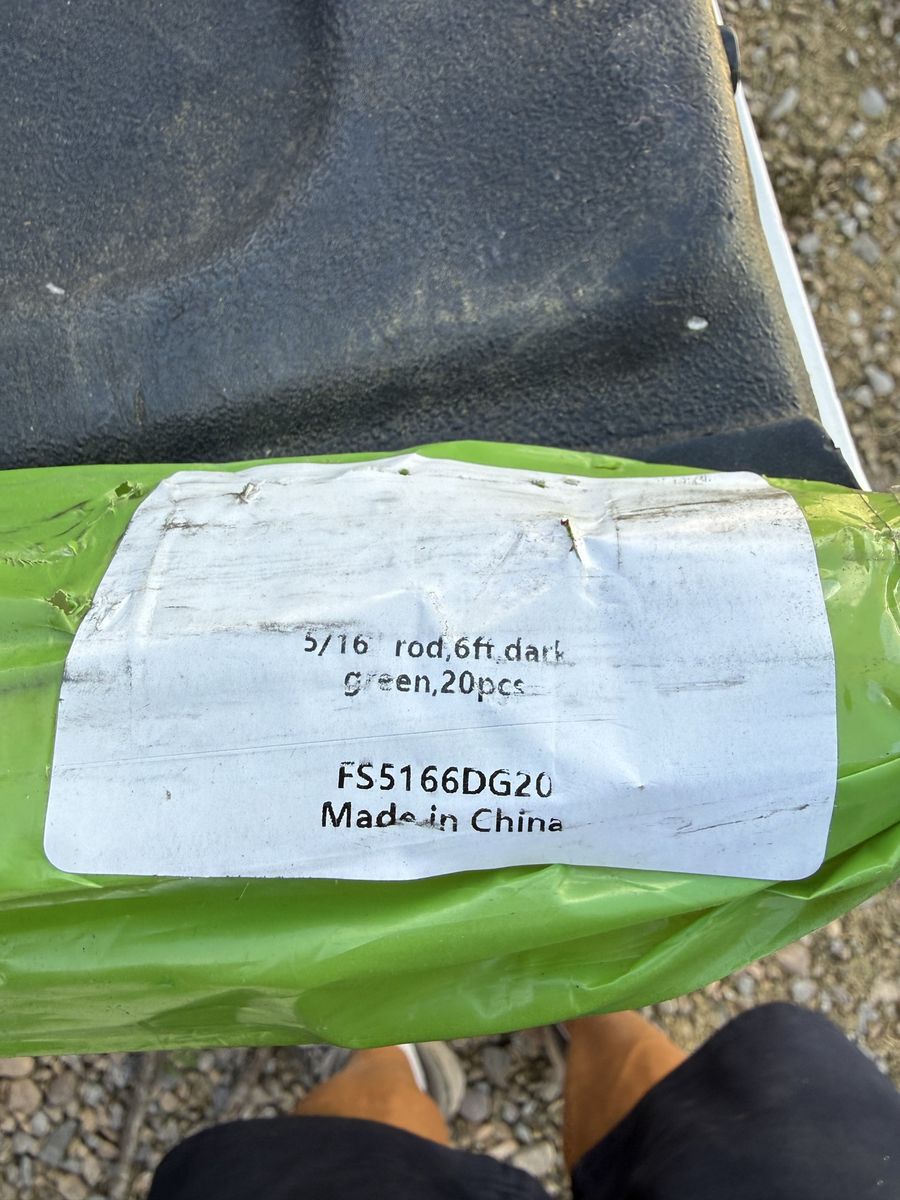 5/16" rod,6ft,dark
green,20pcs
FS5166DG20
Made in China